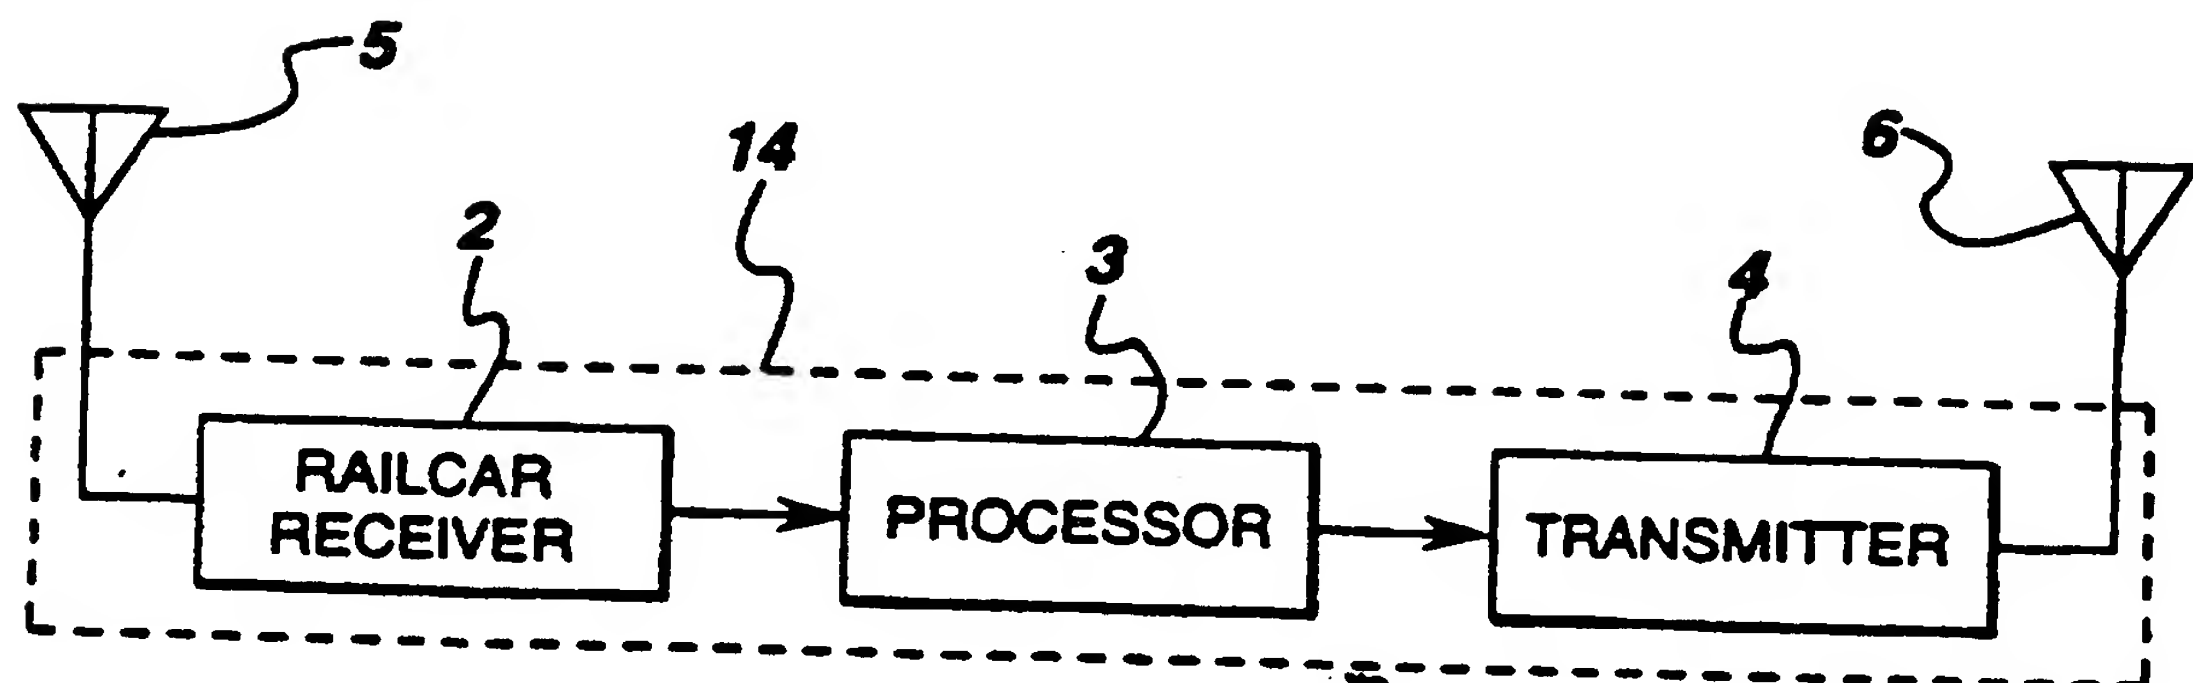 5
14
6
2
3
4
RAILCAR
RECEIVER
PROCESSOR
TRANSMITTER